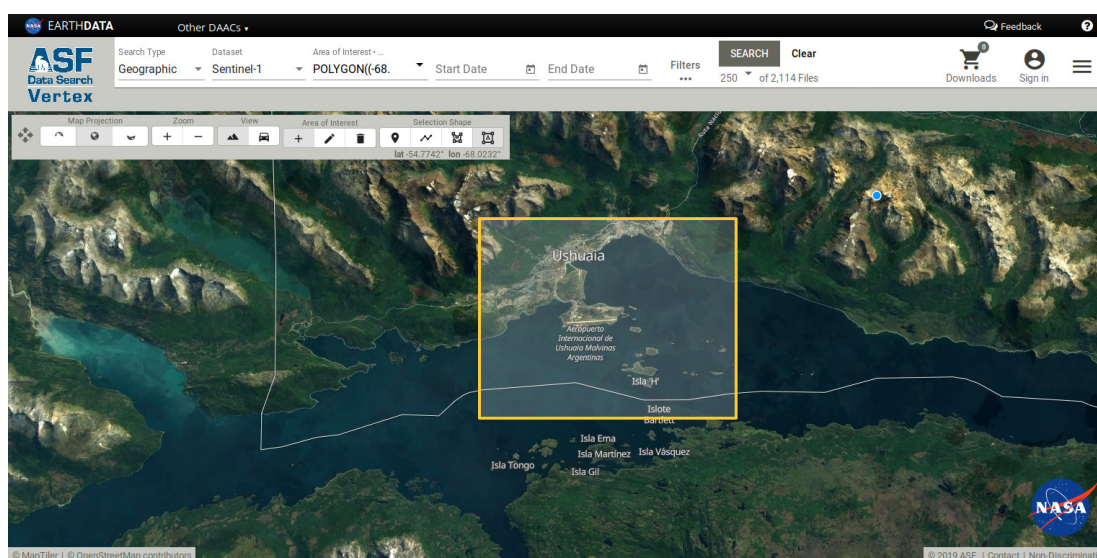 EARTHDATA
Other DAACs ▾
Feedback
?
ASF
Data Search
Vertex
Search Type
Geographic
Dataset
Sentinel-1
Area of Interest • ...
POLYGON((-68.
Start Date
End Date
Filters
•••
SEARCH
Clear
250 of 2,114 Files
0
Downloads
Sign in
Map Projection
Zoom
View
Area of Interest
Selection Shape
+
−
+
A
lat -54.7742° lon -68.0232°
Ushuaia
Aeropuerto
Internacional de
Ushuaia Malvinas
Argentinas
Isla 'H'
Islote
Bartlett
Isla Ema
Isla Martínez
Isla Vásquez
Isla Tongo
Isla Gil
NASA
© MapTiler | © OpenStreetMap contributors
© 2019 ASF | Contact | Non-Discriminati